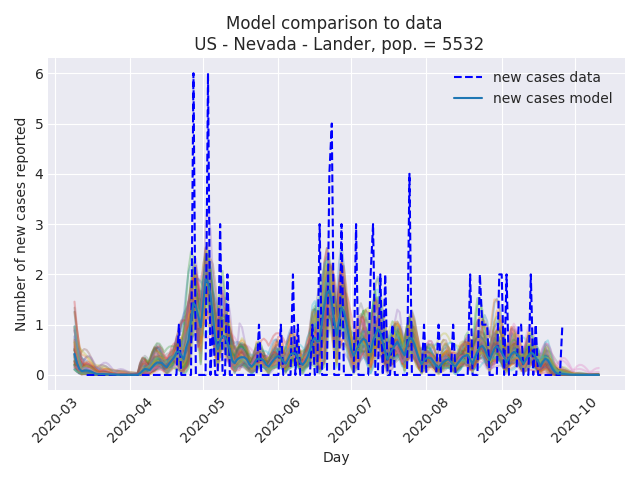 Model comparison to data
US - Nevada - Lander, pop. = 5532
new cases data
new cases model
Number of new cases reported
6
5
4
3
2
1
0
2020-03
2020-04
2020-05
2020-06
2020-07
2020-08
2020-09
2020-10
Day